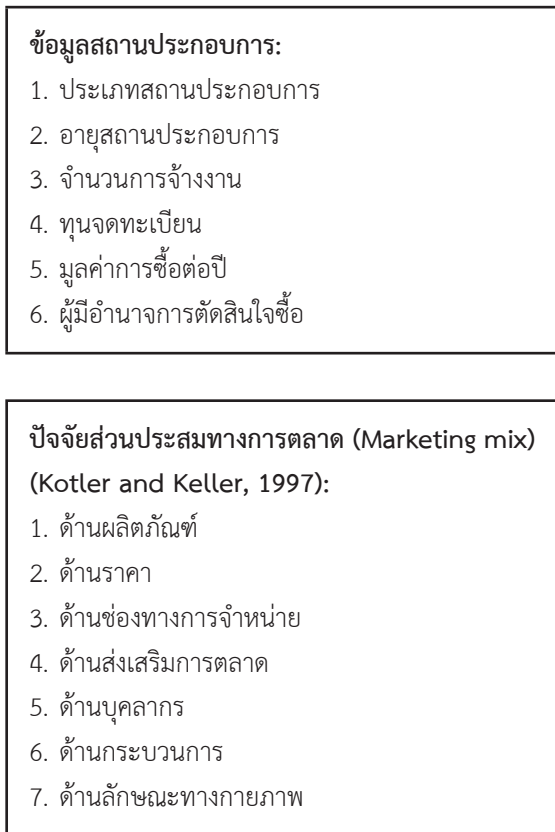 ข้อมูลสถานประกอบการ:
1. ประเภทสถานประกอบการ
2. อายุสถานประกอบการ
3. จำนวนการจ้างงาน
4. ทุนจดทะเบียน
5. มูลค่าการซื้อต่อปี
6. ผู้มีอำนาจการตัดสินใจซื้อ
ปัจจัยส่วนประสมทางการตลาด (Marketing mix)
(Kotler and Keller, 1997):
1. ด้านผลิตภัณฑ์
2. ด้านราคา
3. ด้านช่องทางการจำหน่าย
4. ด้านส่งเสริมการตลาด
5. ด้านบุคลากร
6. ด้านกระบวนการ
7. ด้านลักษณะทางกายภาพ